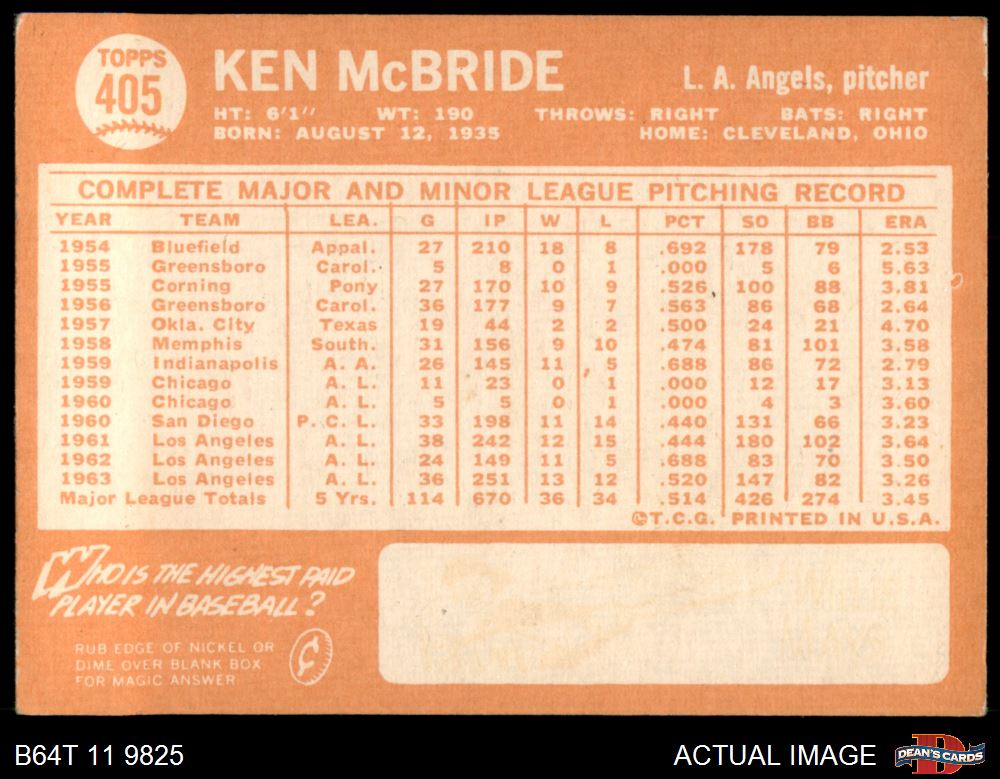 TOPPS
405
KEN McBRIDE
L. A. Angels, pitcher
HT: 6'1" WT: 190 THROWS: RIGHT BATS: RIGHT
BORN: AUGUST 12, 1935 HOME: CLEVELAND, OHIO
COMPLETE MAJOR AND MINOR LEAGUE PITCHING RECORD
YEAR TEAM LEA. G IP W L PCT SO BB ERA
1954 Bluefield Appal. 27 210 18 8 .692 178 79 2.53
1955 Greensboro Carol. 5 8 0 1 .000 5 6 5.63
1955 Corning Pony 27 170 10 9 .526 100 88 3.81
1956 Greensboro Carol. 36 177 9 7 .563 86 68 2.64
1957 Okla. City Texas 19 44 2 2 .500 24 21 4.70
1958 Memphis South. 31 156 9 10 .474 81 101 3.58
1959 Indianapolis A. A. 26 145 11 5 .688 86 72 2.79
1959 Chicago A. L. 11 23 0 1 .000 12 17 3.13
1960 Chicago A. L. 5 5 0 1 .000 4 3 3.60
1960 San Diego P. C. L. 33 198 11 14 .440 131 66 3.23
1961 Los Angeles A. L. 38 242 12 15 .444 180 102 3.64
1962 Los Angeles A. L. 24 149 11 5 .688 83 70 3.50
1963 Los Angeles A. L. 36 251 13 12 .520 147 82 3.26
Major League Totals 5 Yrs. 114 670 36 34 .514 426 274 3.45
©T.C.G. PRINTED IN U.S.A.
WHO IS THE HIGHEST PAID
PLAYER IN BASEBALL?
RUB EDGE OF NICKEL OR
DIME OVER BLANK BOX
FOR MAGIC ANSWER
¢
B64T 11 9825
ACTUAL IMAGE
DEAN'S CARDS